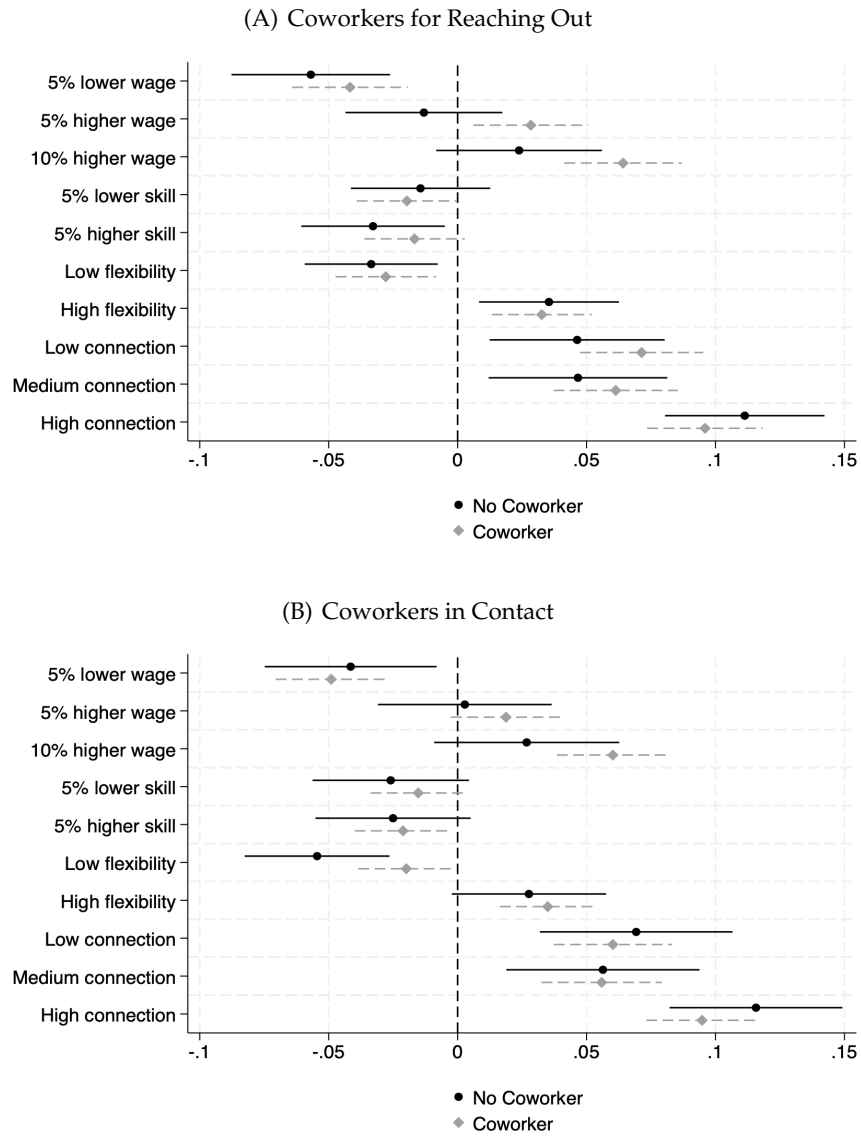 (A) Coworkers for Reaching Out
5% lower wage
5% higher wage
10% higher wage
5% lower skill
5% higher skill
Low flexibility
High flexibility
Low connection
Medium connection
High connection
-.1 -.05 0 .05 .1 .15
No Coworker
Coworker
(B) Coworkers in Contact
5% lower wage
5% higher wage
10% higher wage
5% lower skill
5% higher skill
Low flexibility
High flexibility
Low connection
Medium connection
High connection
-.1 -.05 0 .05 .1 .15
No Coworker
Coworker